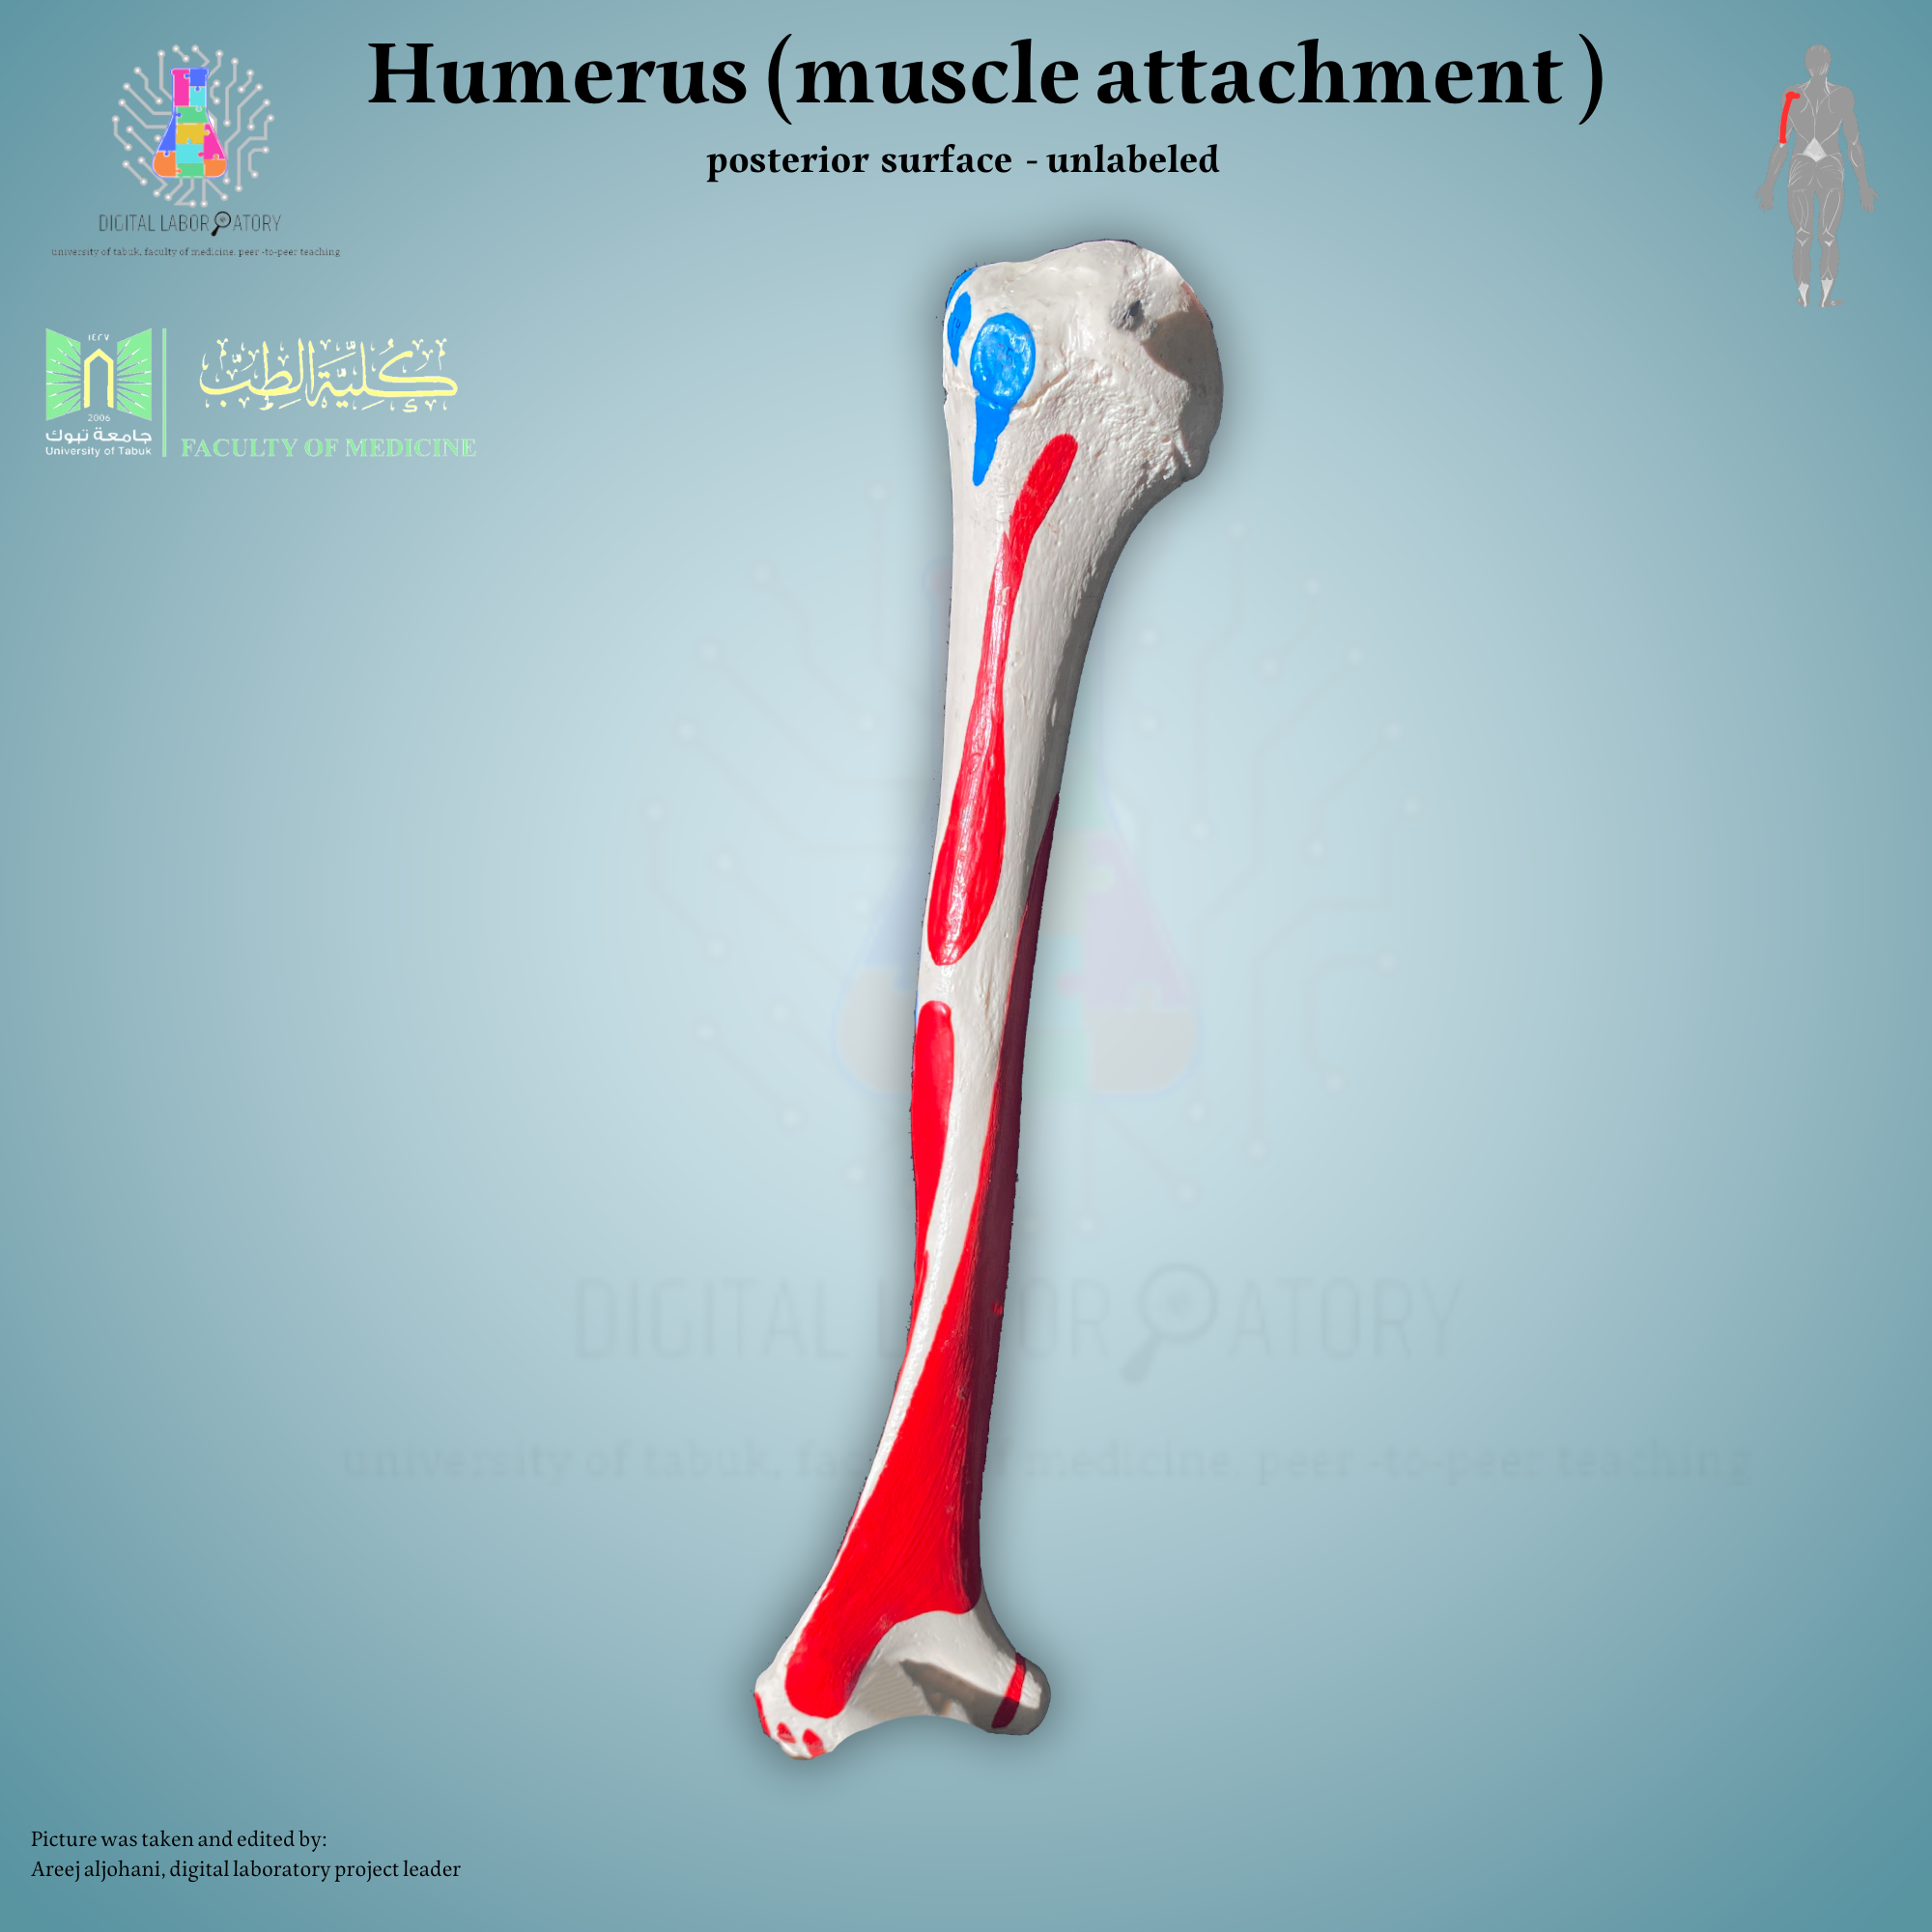 Humerus (muscle attachment )
posterior surface - unlabeled
DIGITAL LABORATORY
university of tabuk, faculty of medicine, peer -to-peer teaching
١٤٢٧
2006
جامعة تبوك
University of Tabuk
كلية الطب
FACULTY OF MEDICINE
DIGITAL LABORATORY
university of tabuk, faculty of medicine, peer -to-peer teaching
Picture was taken and edited by:
Areej aljohani, digital laboratory project leader